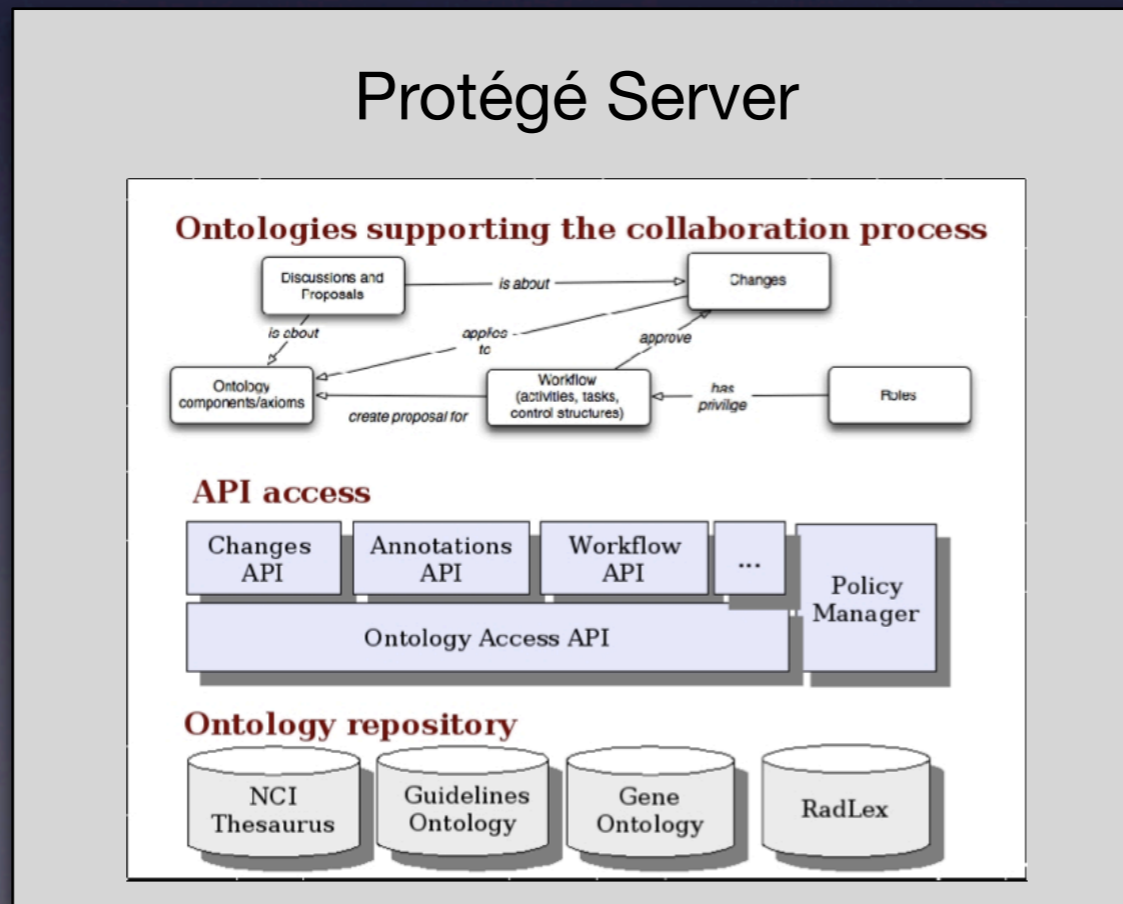 Protégé Server
Ontologies supporting the collaboration process
Discussions and
Proposals
is about
Changes
is about
applies
to
approve
Ontology
components/axioms
create proposal for
Workflow
(activities, tasks,
control structures)
has
privilige
Roles
API access
Changes
API
Annotations
API
Workflow
API
...
Policy
Manager
Ontology Access API
Ontology repository
NCI
Thesaurus
Guidelines
Ontology
Gene
Ontology
RadLex